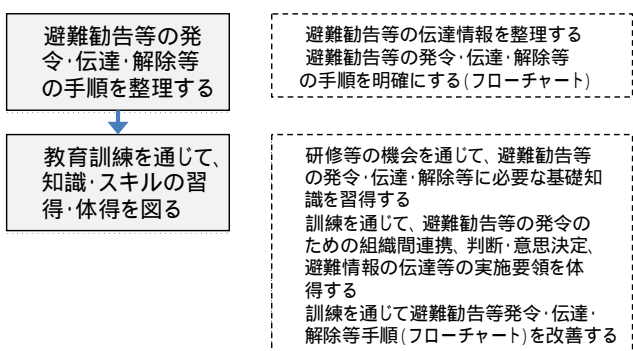 避難勧告等の発
令･伝達･解除等
の手順を整理する
避難勧告等の伝達情報を整理する
避難勧告等の発令･伝達･解除等
の手順を明確にする(フローチャート)
教育訓練を通じて、
知識･スキルの習
得･体得を図る
研修等の機会を通じて、避難勧告等
の発令･伝達･解除等に必要な基礎知
識を習得する
訓練を通じて、避難勧告等の発令の
ための組織間連携、判断･意思決定、
避難情報の伝達等の実施要領を体
得する
訓練を通じて避難勧告等発令･伝達･
解除等手順(フローチャート)を改善する